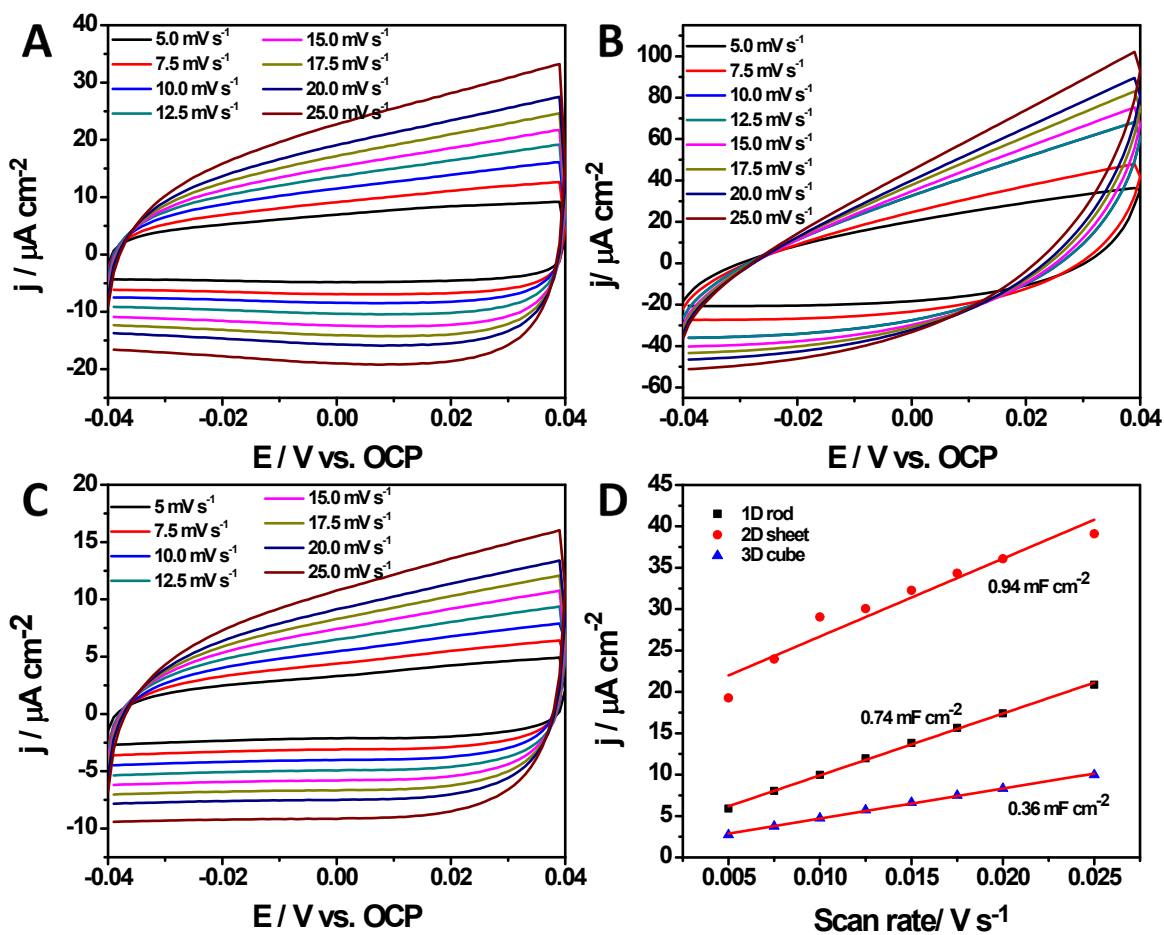 A
5.0 mV s⁻¹ 15.0 mV s⁻¹
7.5 mV s⁻¹ 17.5 mV s⁻¹
10.0 mV s⁻¹ 20.0 mV s⁻¹
12.5 mV s⁻¹ 25.0 mV s⁻¹
40
30
20
10
0
-10
-20
j / μA cm⁻²
-0.04 -0.02 0.00 0.02 0.04
E / V vs. OCP
B
5.0 mV s⁻¹
7.5 mV s⁻¹
10.0 mV s⁻¹
12.5 mV s⁻¹
15.0 mV s⁻¹
17.5 mV s⁻¹
20.0 mV s⁻¹
25.0 mV s⁻¹
100
80
60
40
20
0
-20
-40
-60
j/ μA cm⁻²
-0.04 -0.02 0.00 0.02 0.04
E / V vs. OCP
C
5 mV s⁻¹ 15.0 mV s⁻¹
7.5 mV s⁻¹ 17.5 mV s⁻¹
10.0 mV s⁻¹ 20.0 mV s⁻¹
12.5 mV s⁻¹ 25.0 mV s⁻¹
20
15
10
5
0
-5
-10
j / μA cm⁻²
-0.04 -0.02 0.00 0.02 0.04
E / V vs. OCP
D
1D rod
2D sheet
3D cube
0.94 mF cm⁻²
0.74 mF cm⁻²
0.36 mF cm⁻²
45
40
35
30
25
20
15
10
5
0
j / μA cm⁻²
0.005 0.010 0.015 0.020 0.025
Scan rate/ V s⁻¹